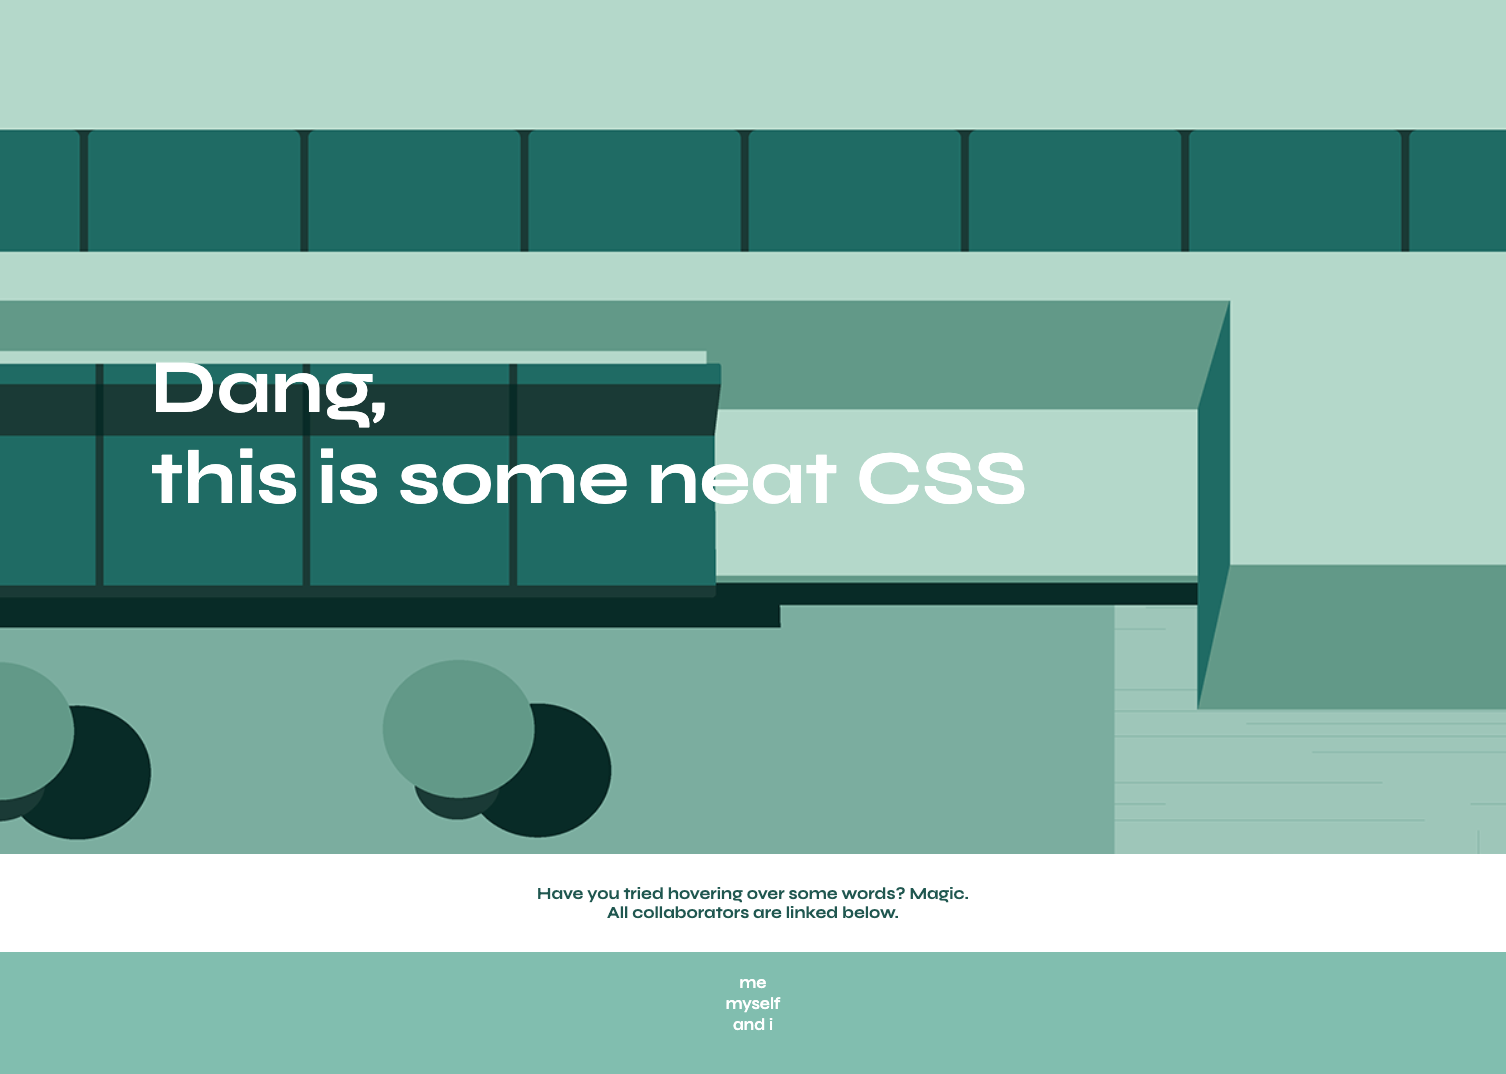 Dang,
this is some neat CSS
Have you tried hovering over some words? Magic.
All collaborators are linked below.
me
myself
and i